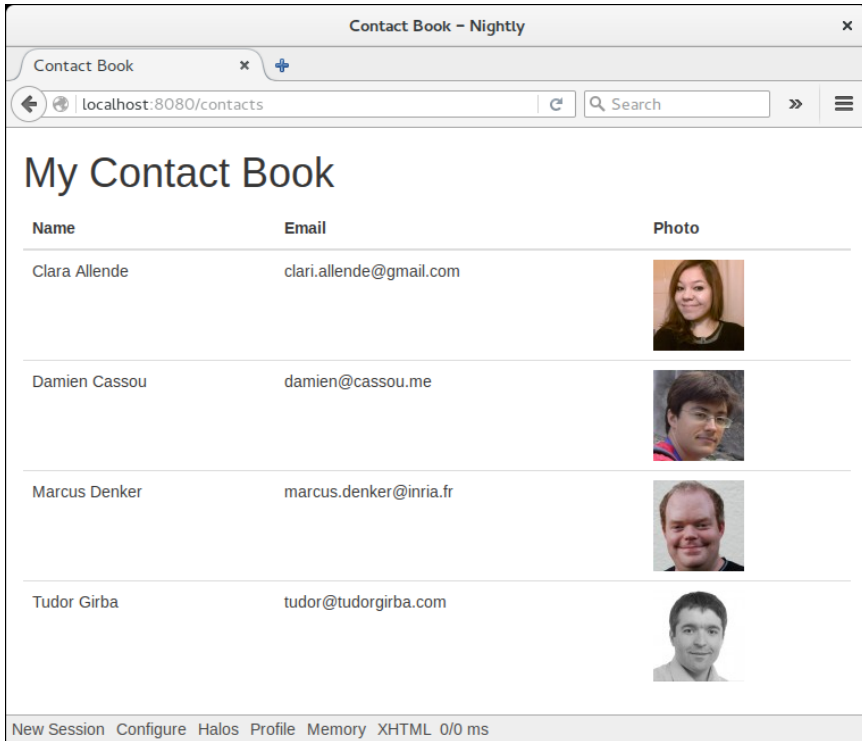 Contact Book – Nightly
Contact Book
localhost:8080/contacts Search
My Contact Book
Name Email Photo
Clara Allende clari.allende@gmail.com
Damien Cassou damien@cassou.me
Marcus Denker marcus.denker@inria.fr
Tudor Girba tudor@tudorgirba.com
New Session Configure Halos Profile Memory XHTML 0/0 ms